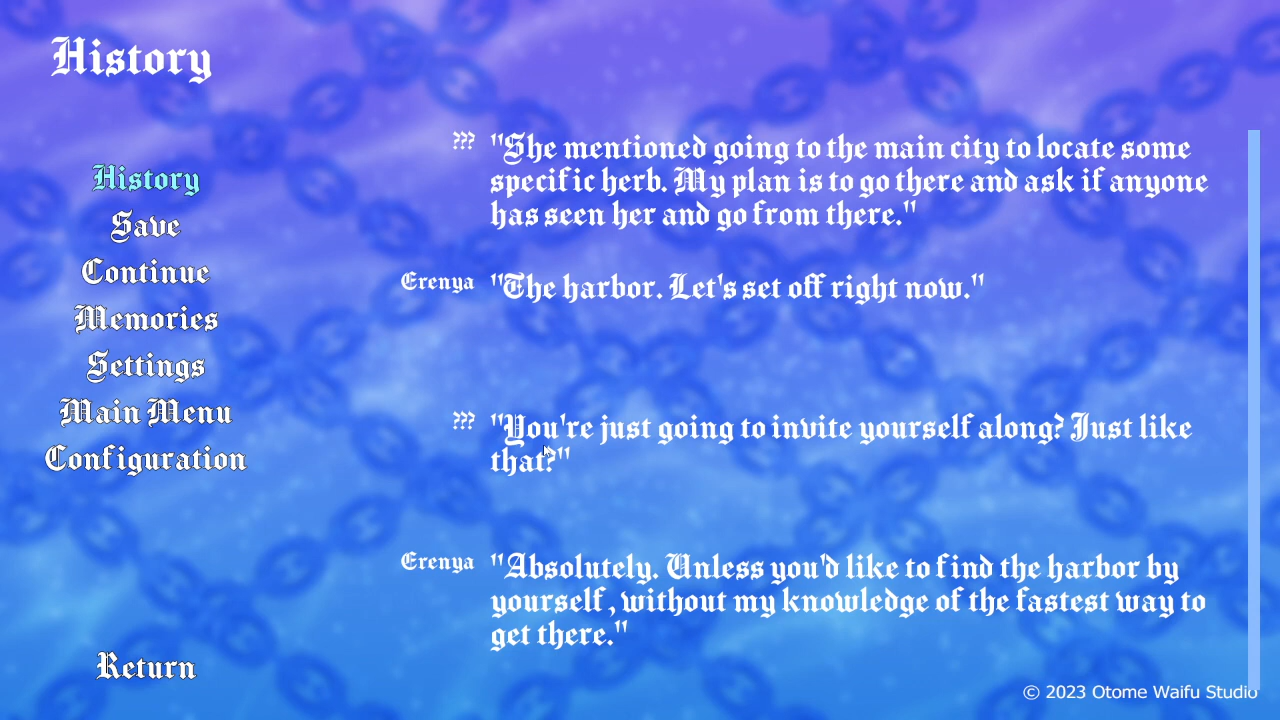 History
History
Save
Continue
Memories
Settings
Main Menu
Configuration
Return
???
"She mentioned going to the main city to locate some
specific herb. My plan is to go there and ask if anyone
has seen her and go from there."
Erenya
"The harbor. Let's set off right now."
???
"You're just going to invite yourself along? Just like
that?"
Erenya
"Absolutely. Unless you'd like to find the harbor by
yourself, without my knowledge of the fastest way to
get there."
© 2023 Otome Waifu Studio